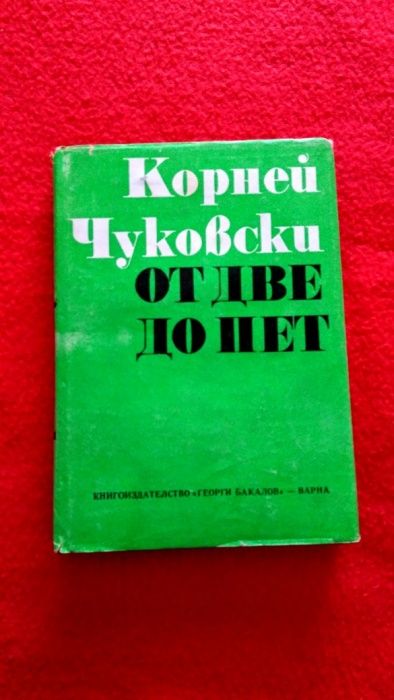 Корней
Чуковски
ОТ ДВЕ
ДО ПЕТ
КНИГОИЗДАТЕЛСТВО «ГЕОРГИ БАКАЛОВ» — ВАРНА